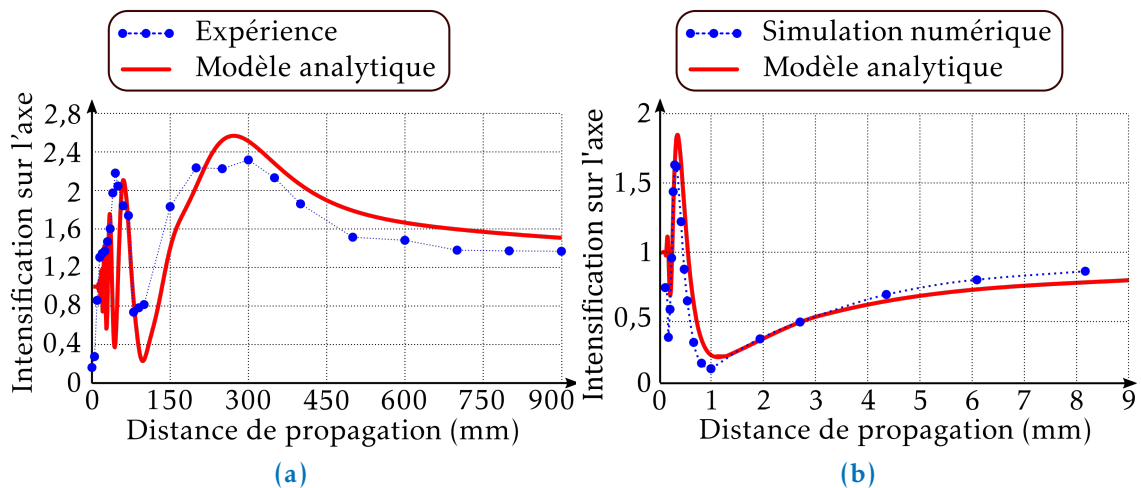 Expérience
Modèle analytique
Intensification sur l'axe
2,8
2,4
2
1,6
1,2
0,8
0,4
0
0 150 300 450 600 750 900
Distance de propagation (mm)
(a)
Simulation numérique
Modèle analytique
Intensification sur l'axe
2
1,5
1
0,5
0
0 1 2 3 4 5 6 7 8 9
Distance de propagation (mm)
(b)